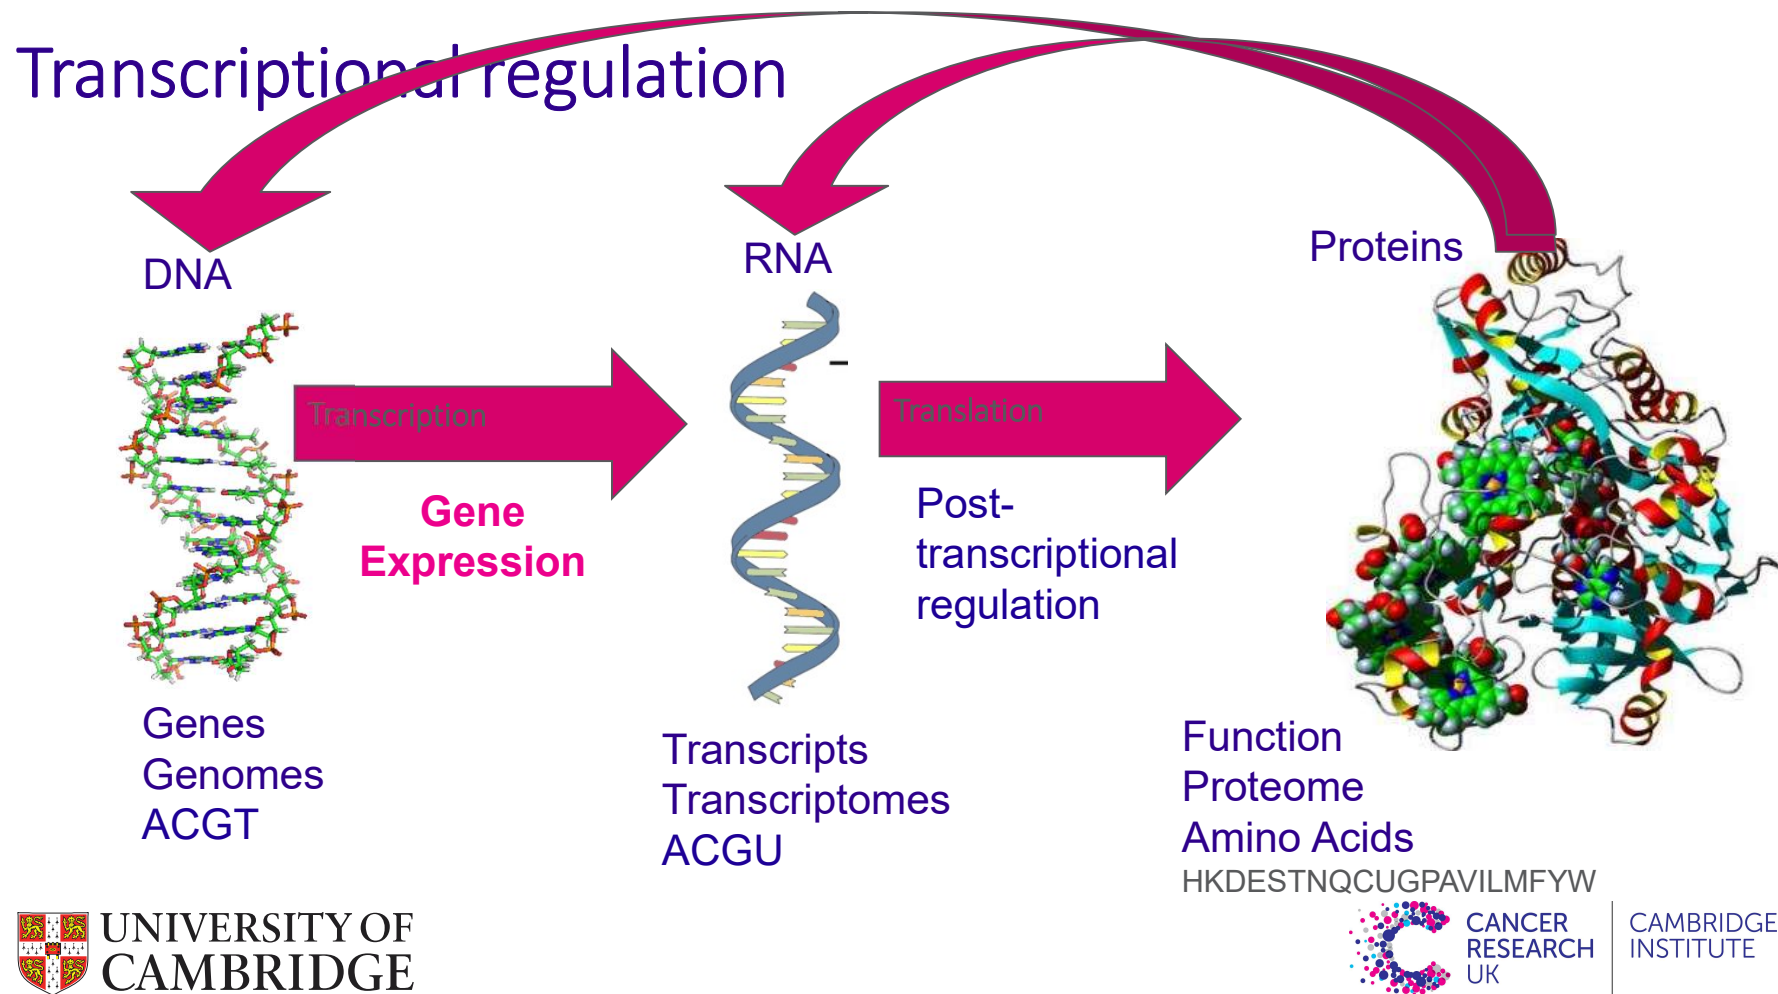 Transcriptional regulation
DNA
RNA
Proteins
Transcription
Translation
Gene
Expression
Post-
transcriptional
regulation
Genes
Genomes
ACGT
Transcripts
Transcriptomes
ACGU
Function
Proteome
Amino Acids
HKDESTNQCUGPAVILMFYW
UNIVERSITY OF
CAMBRIDGE
CANCER
RESEARCH
UK
CAMBRIDGE
INSTITUTE